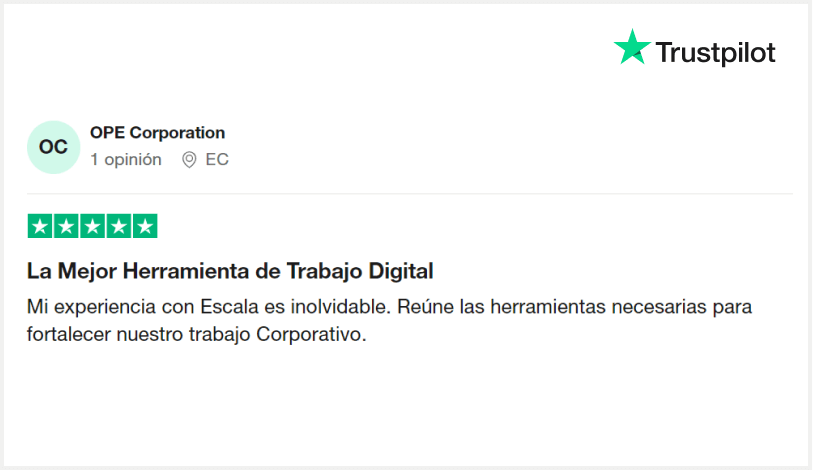 Trustpilot
OC
OPE Corporation
1 opinión EC
La Mejor Herramienta de Trabajo Digital
Mi experiencia con Escala es inolvidable. Reúne las herramientas necesarias para
fortalecer nuestro trabajo Corporativo.